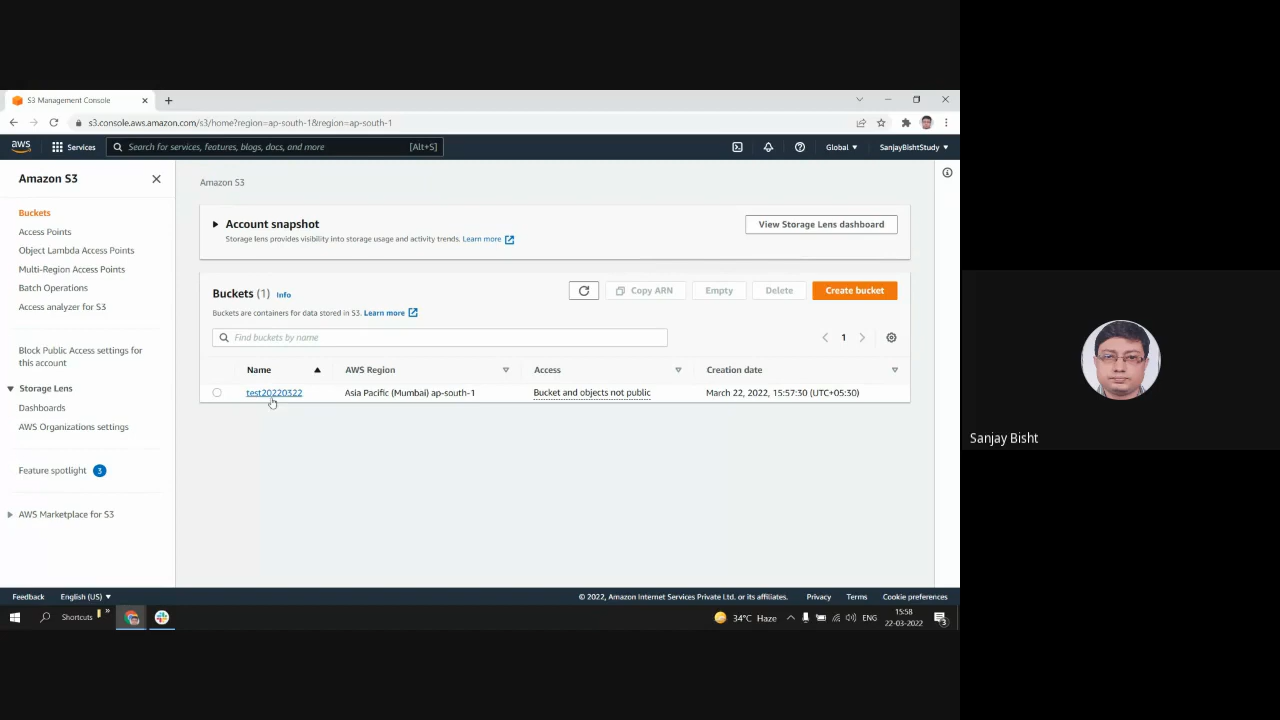 S3 Management Console
s3.console.aws.amazon.com/s3/home?region=ap-south-1&region=ap-south-1
aws Services Search for services, features, blogs, docs, and more [Alt+S] Global SanjayBishtStudy
Amazon S3
Buckets
Access Points
Object Lambda Access Points
Multi-Region Access Points
Batch Operations
Access analyzer for S3
Block Public Access settings for
this account
Storage Lens
Dashboards
AWS Organizations settings
Feature spotlight 3
AWS Marketplace for S3
Amazon S3
Account snapshot
Storage lens provides visibility into storage usage and activity trends. Learn more
View Storage Lens dashboard
Buckets (1) Info
Buckets are containers for data stored in S3. Learn more
Copy ARN Empty Delete Create bucket
Find buckets by name
1
Name AWS Region Access Creation date
test20220322 Asia Pacific (Mumbai) ap-south-1 Bucket and objects not public March 22, 2022, 15:57:30 (UTC+05:30)
Feedback English (US) © 2022, Amazon Internet Services Private Ltd. or its affiliates. Privacy Terms Cookie preferences
Shortcuts » 34°C Haze ENG 15:58
22-03-2022
3
Sanjay Bisht